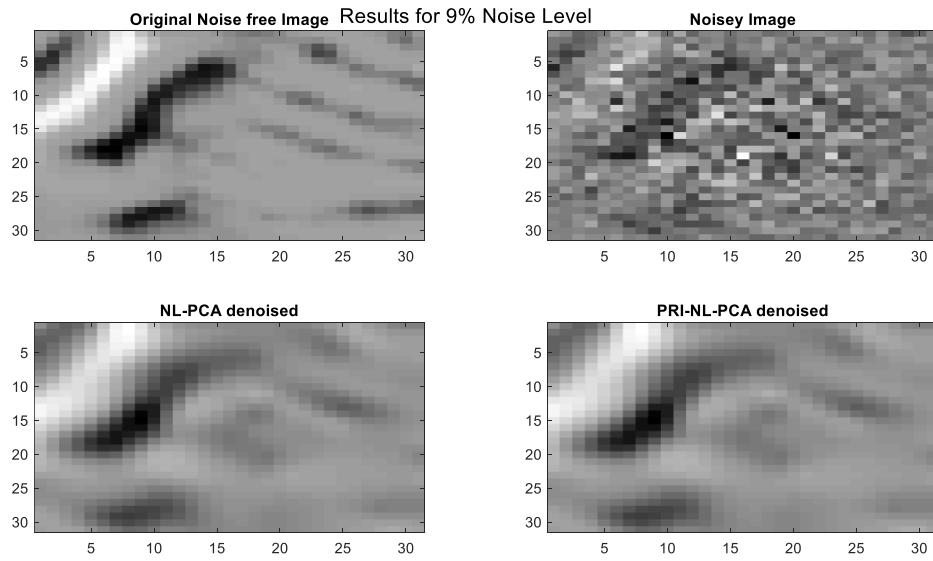 Results for 9% Noise Level
Original Noise free Image
Noisey Image
5
10
15
20
25
30
5 10 15 20 25 30
5
10
15
20
25
30
5 10 15 20 25 30
NL-PCA denoised
PRI-NL-PCA denoised
5
10
15
20
25
30
5 10 15 20 25 30
5
10
15
20
25
30
5 10 15 20 25 30